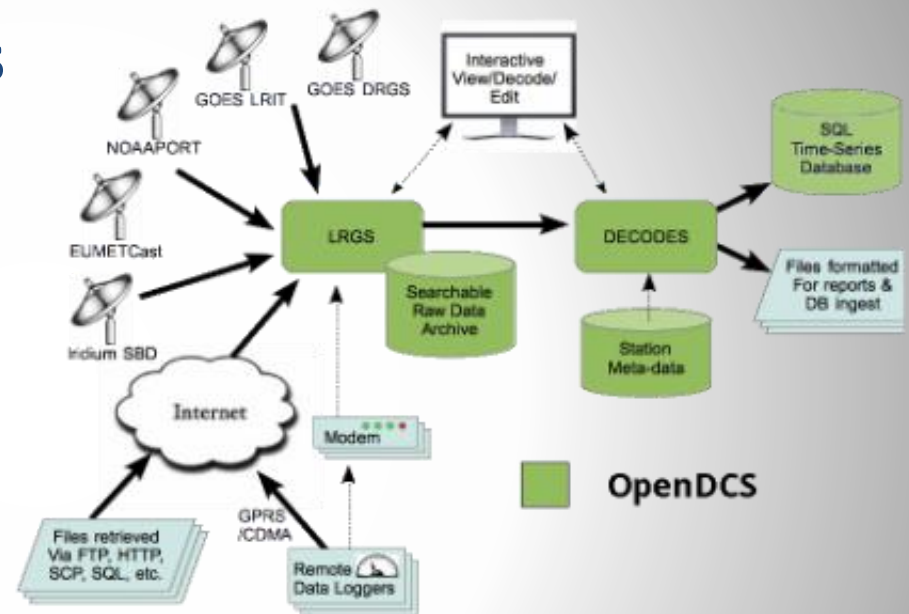 S
GOES LRIT
GOES DRGS
NOAAPORT
EUMETCast
Iridium SBD
Interactive
View/Decode/
Edit
SQL
Time-Series
Database
LRGS
DECODES
Searchable
Raw Data
Archive
Files formatted
For reports &
DB ingest
Station
Meta-data
Internet
Modem
OpenDCS
GPRS
/CDMA
Files retrieved
Via FTP, HTTP,
SCP, SQL, etc.
Remote
Data Loggers